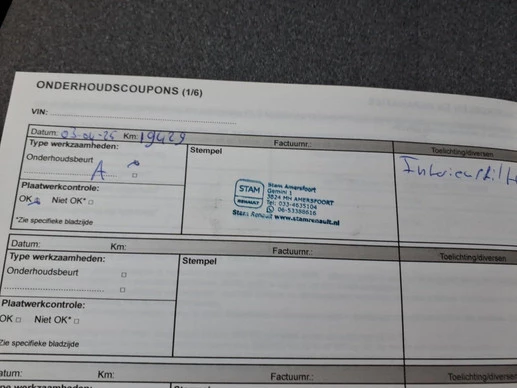 ONDERHOUDSCOUPONS (1/6)
VIN:
Datum: 03-04-25 Km: 19429 Factuurnr.: Toelichting/diversen
Type werkzaamheden:
Onderhoudsbeurt
A
Plaatwerkcontrole:
OK Niet OK*
*Zie specifieke bladzijde
Stempel
STAM
RENAULT
Stam Amersfoort
Gemini 1
3824 MH AMERSFOORT
Tel: 033-4635104
06-53388616
Stam Renault www.stamrenault.nl
Interieurfilt
Datum: Km: Factuurnr.: Toelichting/diversen
Type werkzaamheden:
Onderhoudsbeurt
Plaatwerkcontrole:
OK Niet OK*
Zie specifieke bladzijde
Stempel
atum: Km: Factuurnr.: Toelichting/diversen
Stempel